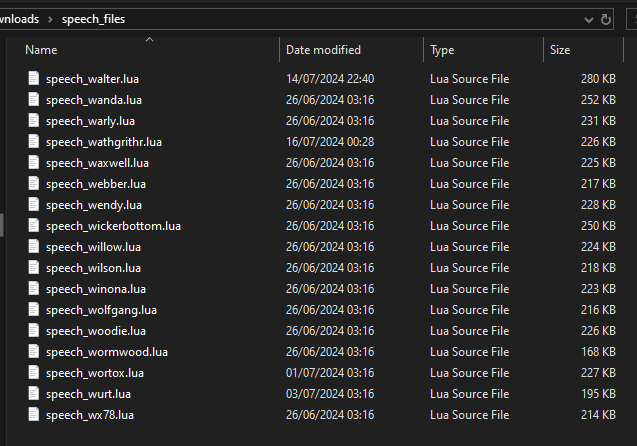 wnloads > speech_files
Name Date modified Type Size
speech_walter.lua 14/07/2024 22:40 Lua Source File 280 KB
speech_wanda.lua 26/06/2024 03:16 Lua Source File 252 KB
speech_warly.lua 26/06/2024 03:16 Lua Source File 231 KB
speech_wathgrithr.lua 16/07/2024 00:28 Lua Source File 226 KB
speech_waxwell.lua 26/06/2024 03:16 Lua Source File 225 KB
speech_webber.lua 26/06/2024 03:16 Lua Source File 217 KB
speech_wendy.lua 26/06/2024 03:16 Lua Source File 228 KB
speech_wickerbottom.lua 26/06/2024 03:16 Lua Source File 250 KB
speech_willow.lua 26/06/2024 03:16 Lua Source File 224 KB
speech_wilson.lua 26/06/2024 03:16 Lua Source File 218 KB
speech_winona.lua 26/06/2024 03:16 Lua Source File 223 KB
speech_wolfgang.lua 26/06/2024 03:16 Lua Source File 216 KB
speech_woodie.lua 26/06/2024 03:16 Lua Source File 226 KB
speech_wormwood.lua 26/06/2024 03:16 Lua Source File 168 KB
speech_wortox.lua 01/07/2024 03:16 Lua Source File 227 KB
speech_wurt.lua 03/07/2024 03:16 Lua Source File 195 KB
speech_wx78.lua 26/06/2024 03:16 Lua Source File 214 KB